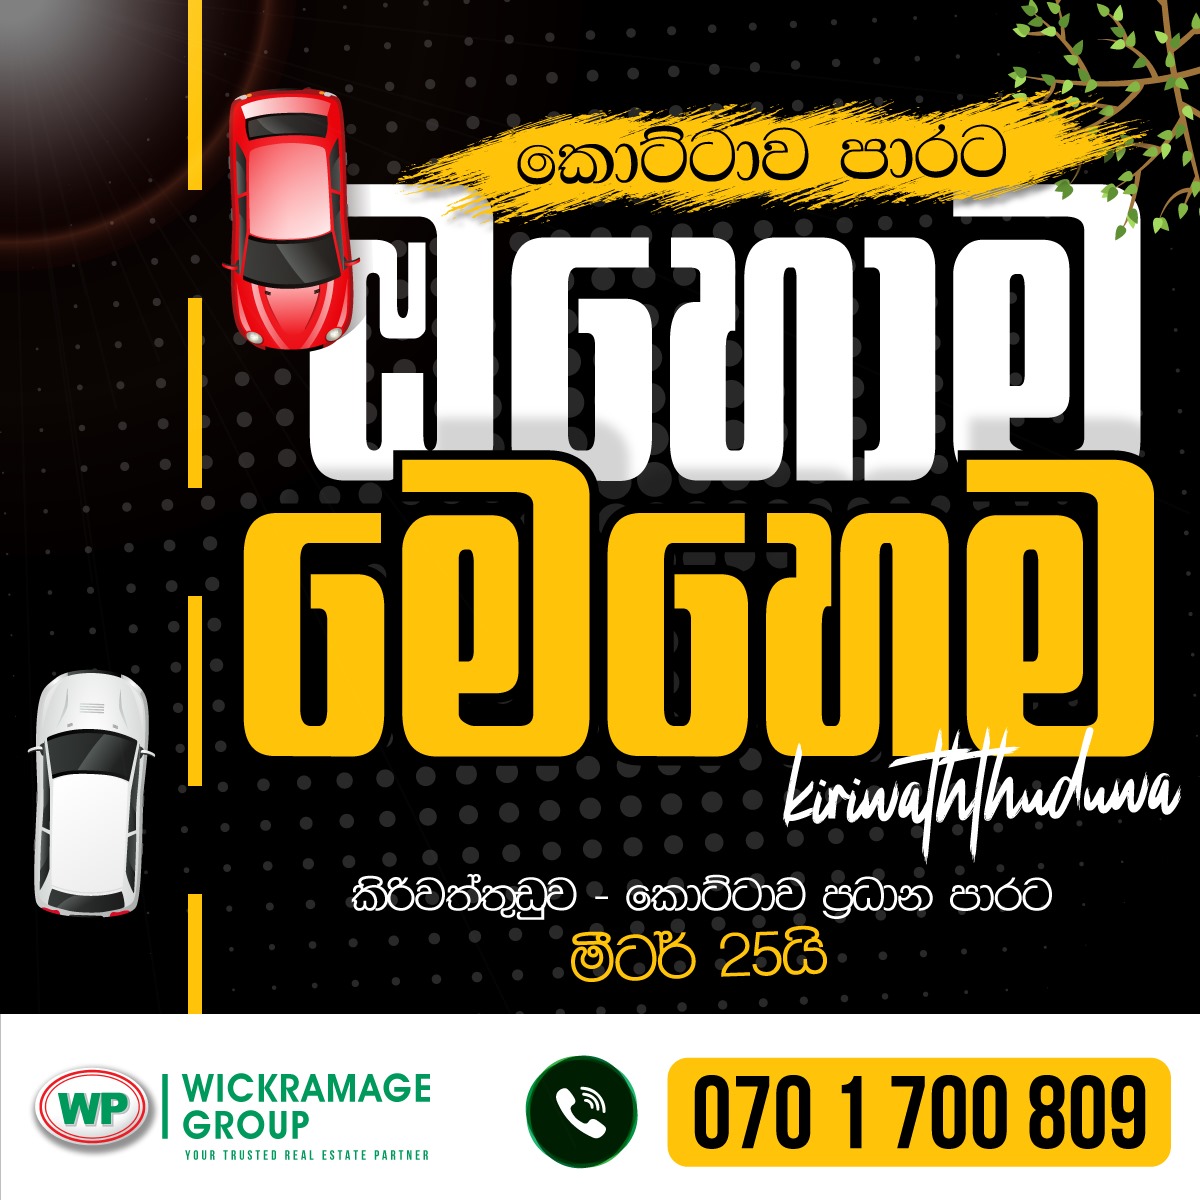 කොට්ටාව පාරට
ඔහොම
මෙහෙම
kiriwaththuduwa
කිරිවත්තුඩුව - කොට්ටාව ප්‍රධාන පාරට
මීටර් 25යි
WP
WICKRAMAGE
GROUP
YOUR TRUSTED REAL ESTATE PARTNER
070 1 700 809